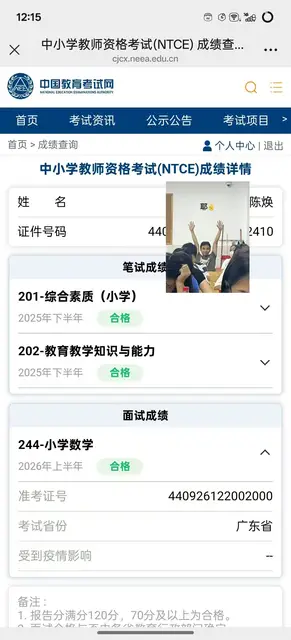 12:15
中小学教师资格考试(NTCE) 成绩查...
cjcx.neea.edu.cn
中国教育考试网
NATIONAL EDUCATION EXAMINATIONS AUTHORITY
首页 考试资讯 公示公告 考试项目 >
首页 > 成绩查询 个人中心 | 退出
中小学教师资格考试(NTCE)成绩详情
姓 名 陈焕
耶
证件号码 440 2410
笔试成绩
201-综合素质（小学）
2025年下半年 合格
202-教育教学知识与能力
2025年下半年 合格
面试成绩
244-小学数学
2026年上半年 合格
准考证号 440926122002000
考试省份 广东省
受到疫情影响 --
备注：
1. 报告分满分120分，70分及以上为合格。